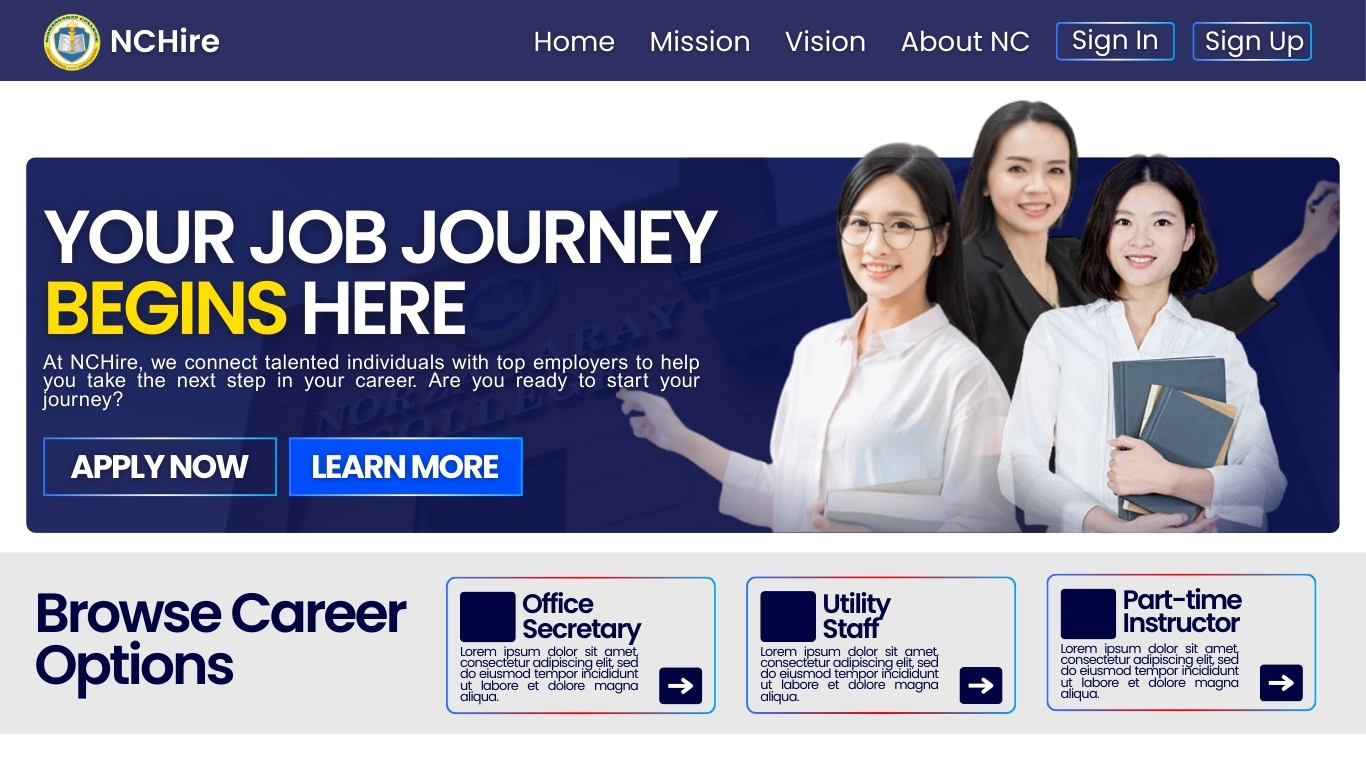 NCHire
Home Mission Vision About NC Sign In Sign Up
YOUR JOB JOURNEY
BEGINS HERE
At NCHire, we connect talented individuals with top employers to help
you take the next step in your career. Are you ready to start your
journey?
APPLY NOW LEARN MORE
Browse Career
Options
Office
Secretary
Lorem ipsum dolor sit amet,
consectetur adipiscing elit, sed
do eiusmod tempor incididunt
ut labore et dolore magna
aliqua.
Utility
Staff
Lorem ipsum dolor sit amet,
consectetur adipiscing elit, sed
do eiusmod tempor incididunt
ut labore et dolore magna
aliqua.
Part-time
Instructor
Lorem ipsum dolor sit amet,
consectetur adipiscing elit, sed
do eiusmod tempor incididunt
ut labore et dolore magna
aliqua.